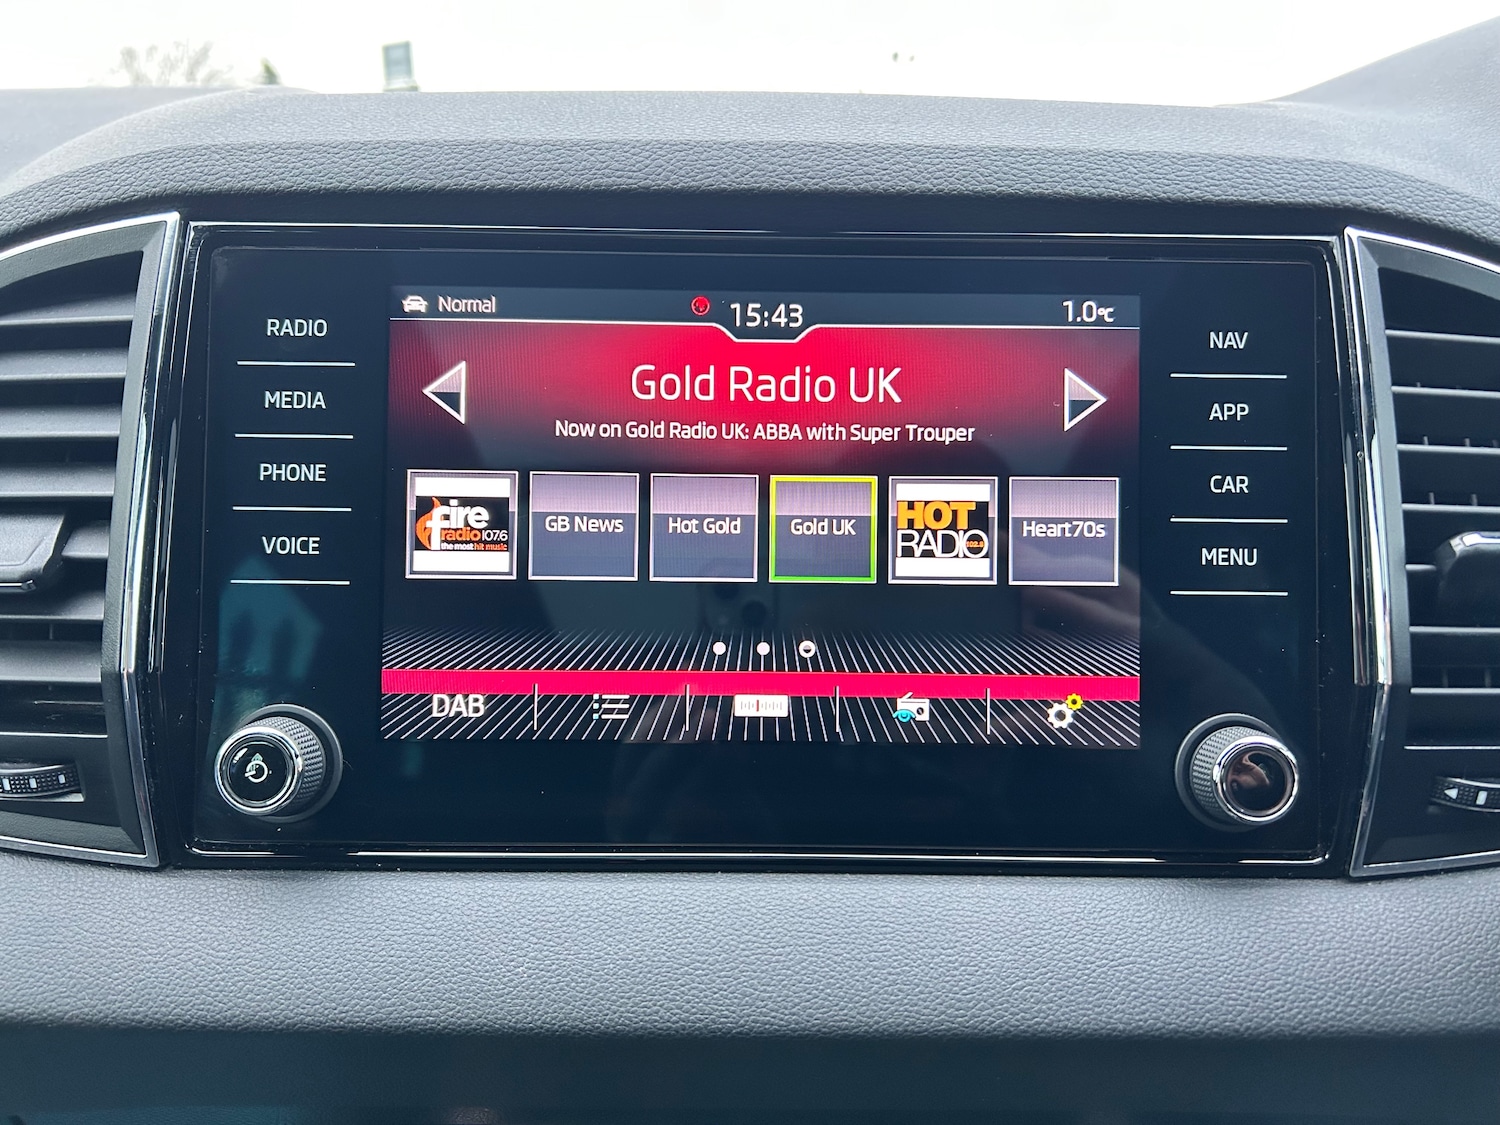 Normal
15:43
1.0°C
RADIO
MEDIA
PHONE
VOICE
Gold Radio UK
Now on Gold Radio UK: ABBA with Super Trouper
fire
radio 107.6
the most hit music
GB News
Hot Gold
Gold UK
HOT
RADIO 102.8
Heart70s
DAB
NAV
APP
CAR
MENU